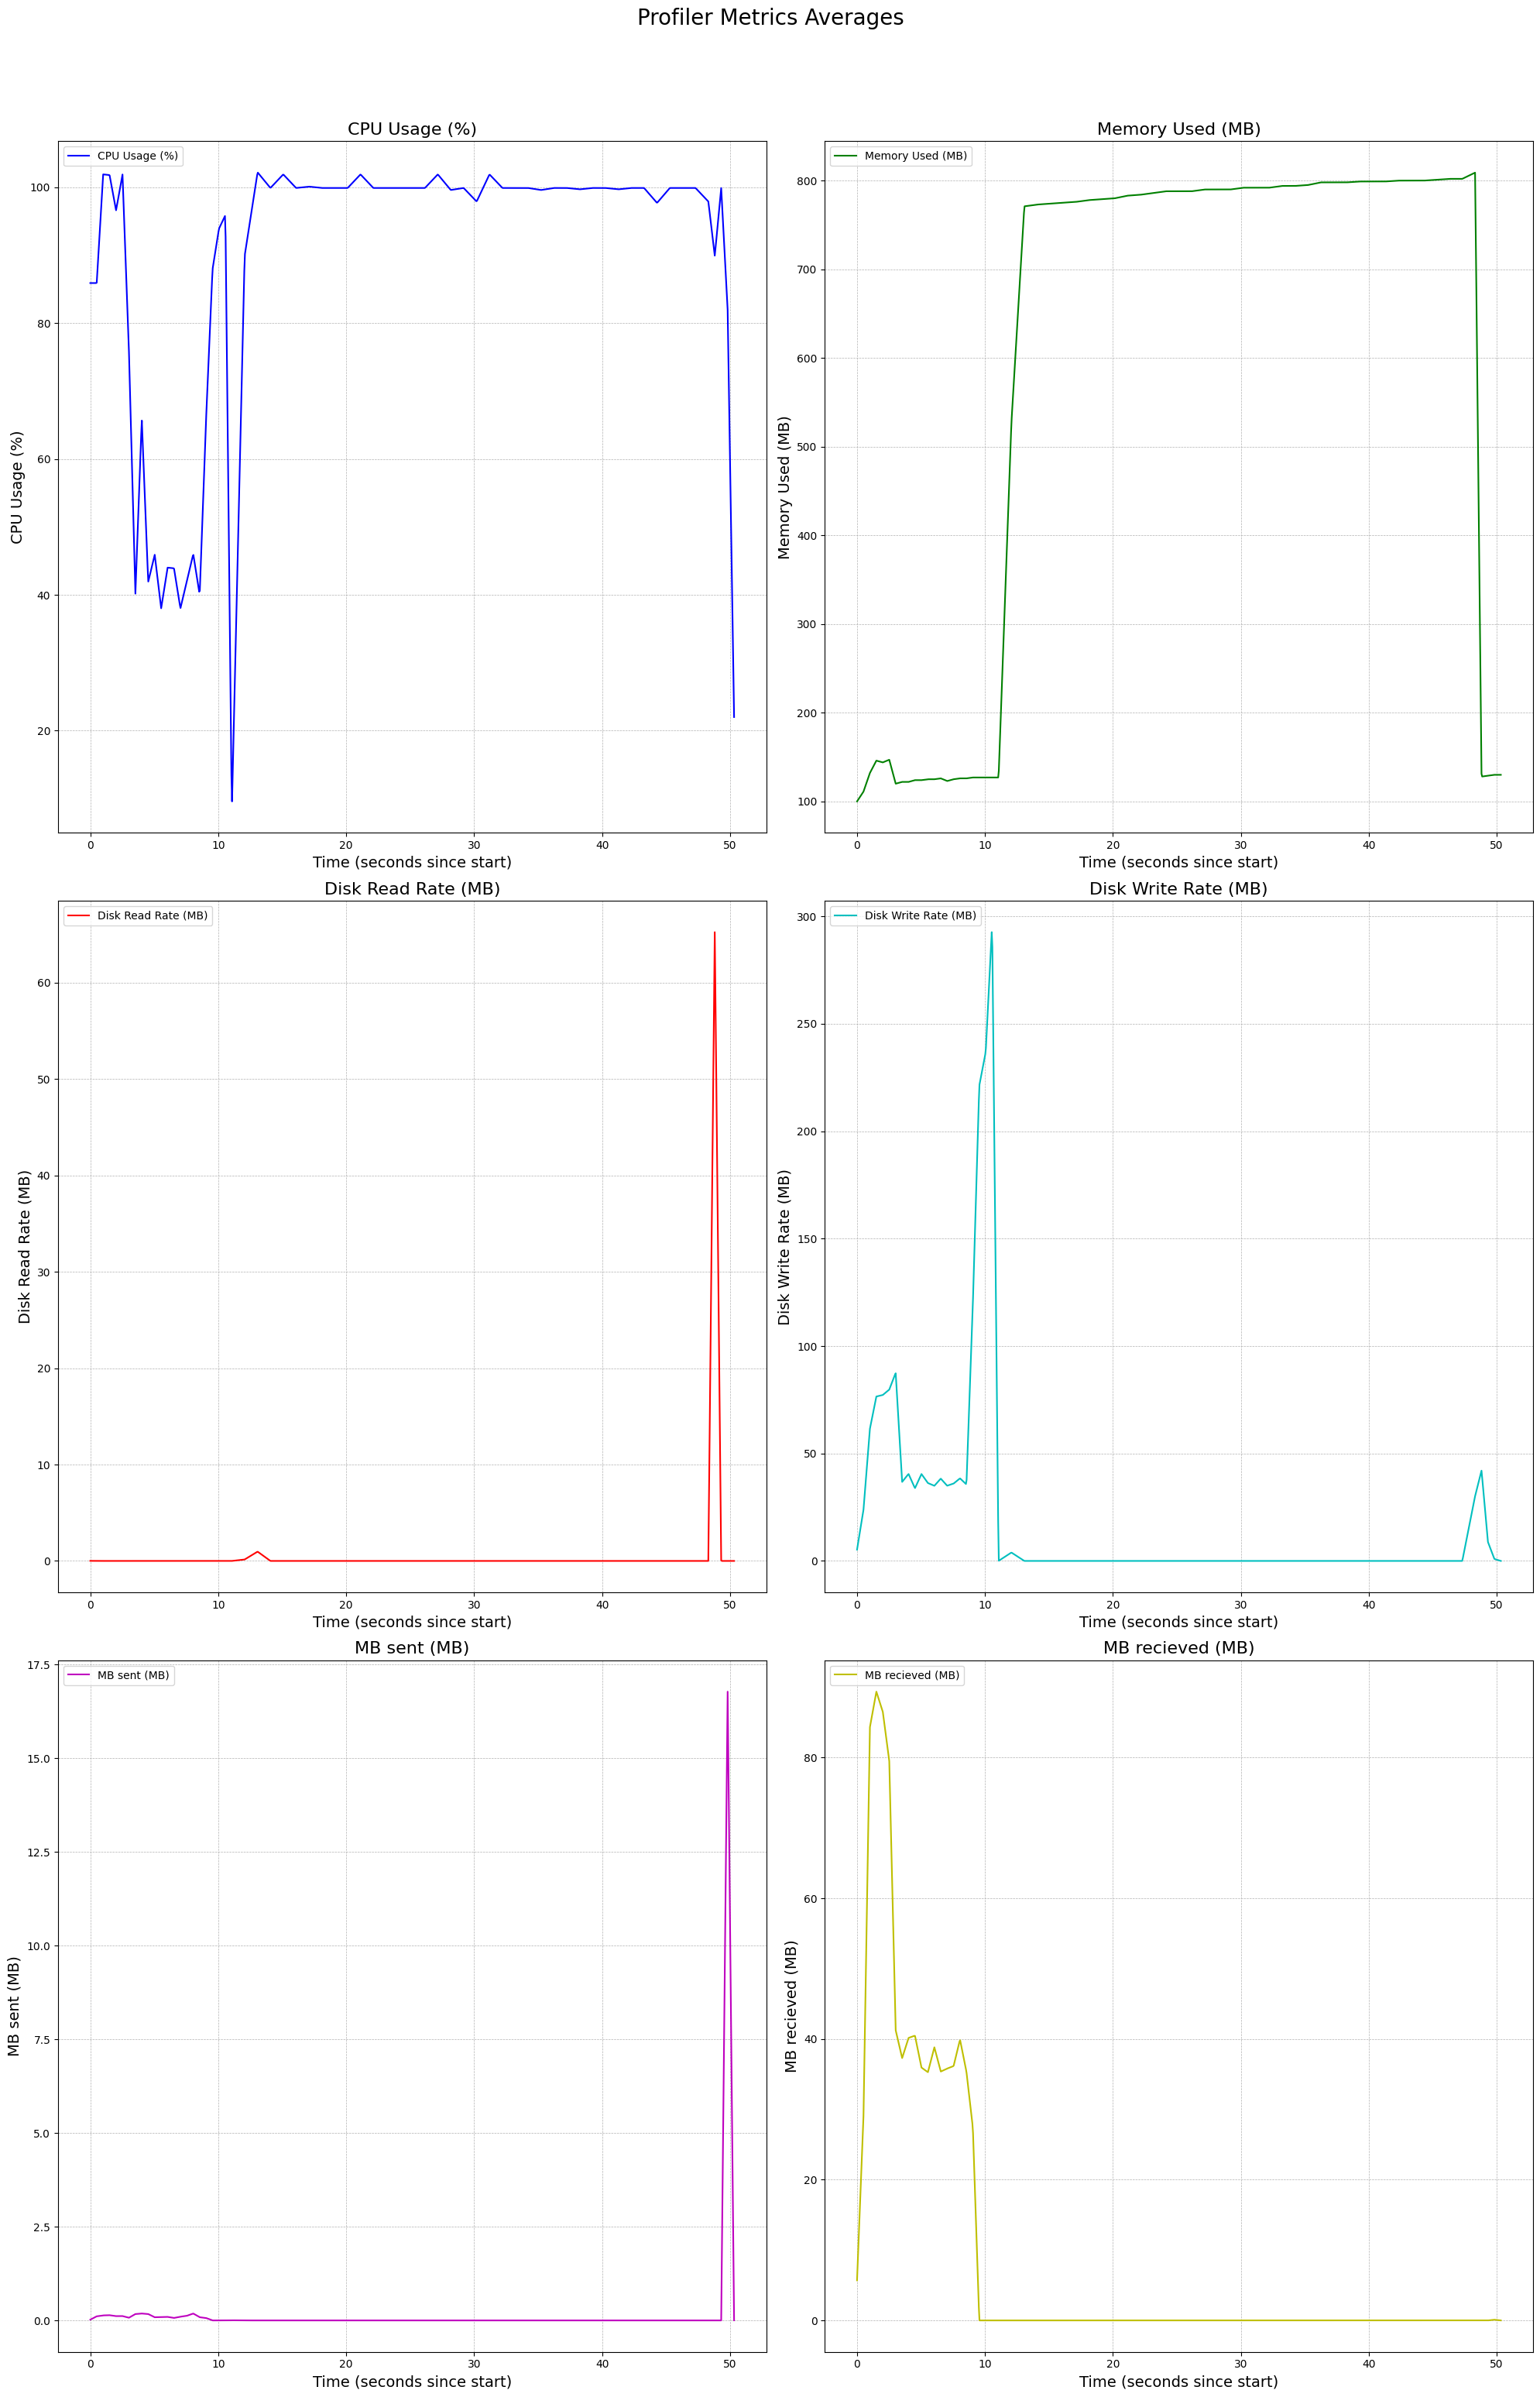 Profiler Metrics Averages
CPU Usage (%)
CPU Usage (%)
CPU Usage (%)
100
80
60
40
20
0 10 20 30 40 50
Time (seconds since start)
Memory Used (MB)
Memory Used (MB)
Memory Used (MB)
800
700
600
500
400
300
200
100
0 10 20 30 40 50
Time (seconds since start)
Disk Read Rate (MB)
Disk Read Rate (MB)
Disk Read Rate (MB)
60
50
40
30
20
10
0
0 10 20 30 40 50
Time (seconds since start)
Disk Write Rate (MB)
Disk Write Rate (MB)
Disk Write Rate (MB)
300
250
200
150
100
50
0
0 10 20 30 40 50
Time (seconds since start)
MB sent (MB)
MB sent (MB)
MB sent (MB)
17.5
15.0
12.5
10.0
7.5
5.0
2.5
0.0
0 10 20 30 40 50
Time (seconds since start)
MB recieved (MB)
MB recieved (MB)
MB recieved (MB)
80
60
40
20
0
0 10 20 30 40 50
Time (seconds since start)